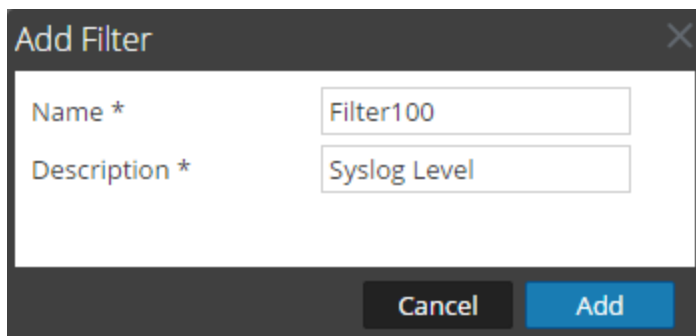 Add Filter
Name * Filter100
Description * Syslog Level
Cancel Add